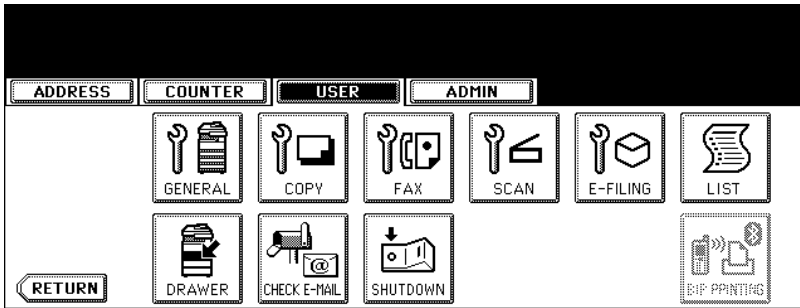 ADDRESS COUNTER USER ADMIN
GENERAL COPY FAX SCAN E-FILING LIST
@
RETURN DRAWER CHECK E-MAIL SHUTDOWN BIP PRINTING